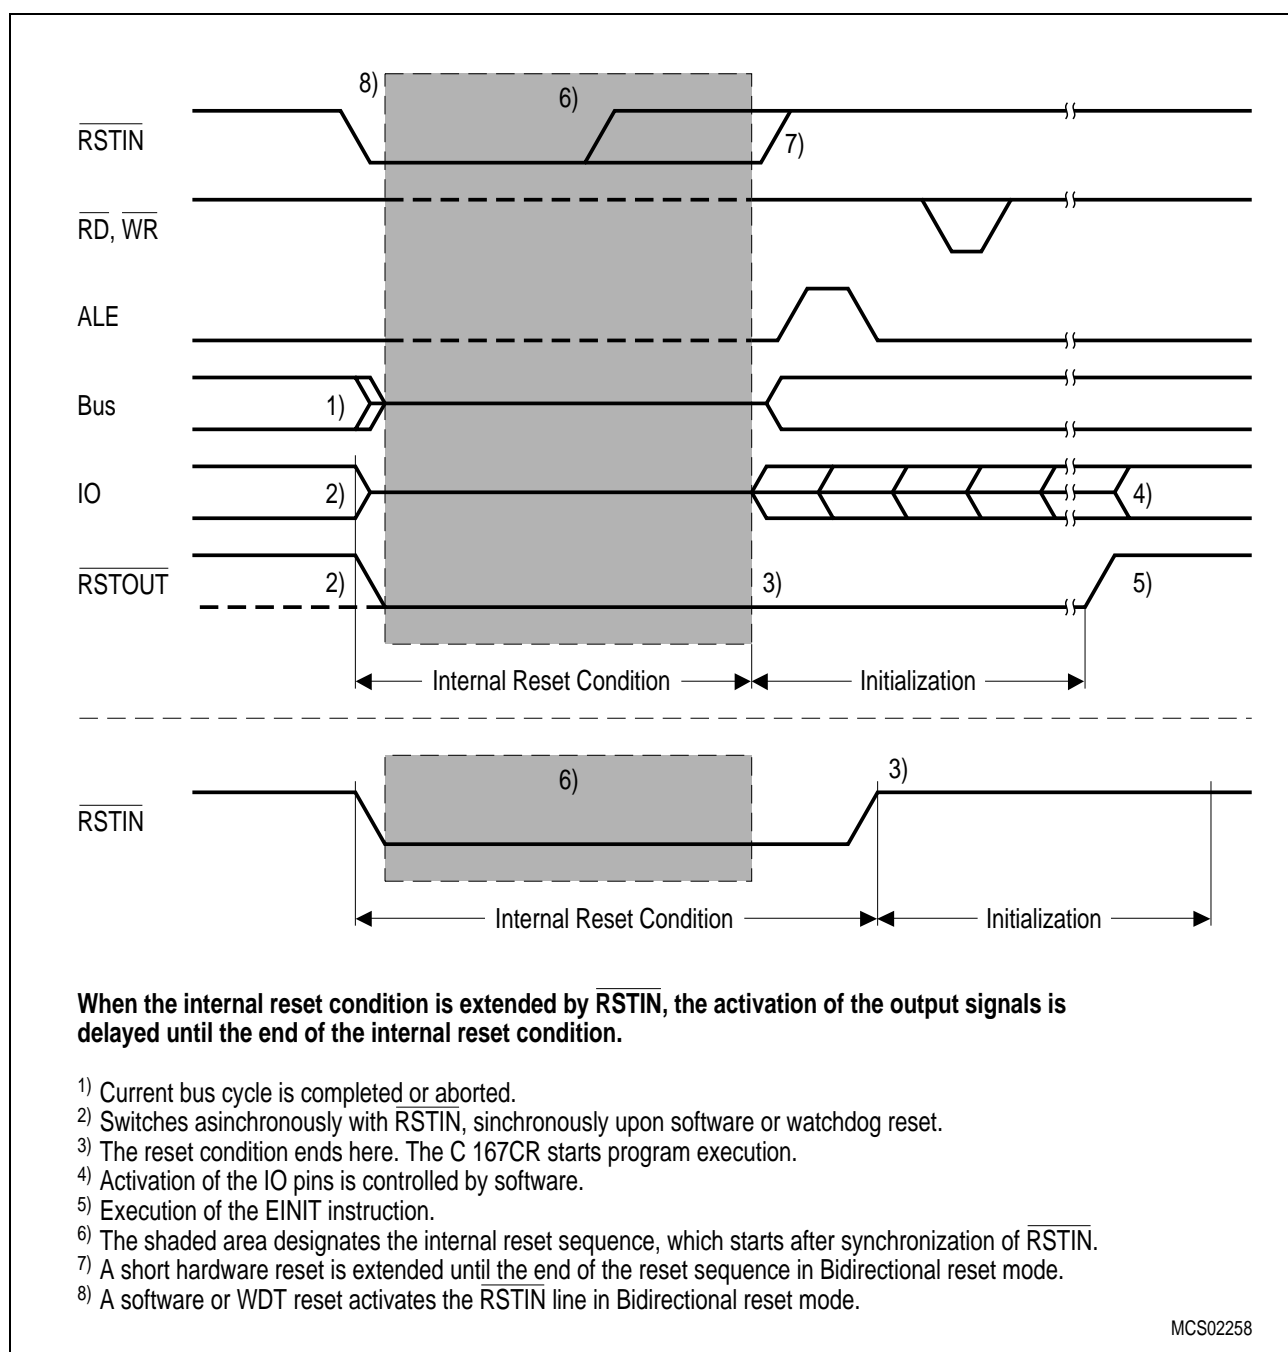 8)
6)
RSTIN
7)
RD, WR
ALE
Bus
1)
IO
2)
4)
RSTOUT
2)
3)
5)
Internal Reset Condition
Initialization
6)
3)
RSTIN
Internal Reset Condition
Initialization
When the internal reset condition is extended by RSTIN, the activation of the output signals is
delayed until the end of the internal reset condition.
1) Current bus cycle is completed or aborted.
2) Switches asinchronously with RSTIN, sinchronously upon software or watchdog reset.
3) The reset condition ends here. The C 167CR starts program execution.
4) Activation of the IO pins is controlled by software.
5) Execution of the EINIT instruction.
6) The shaded area designates the internal reset sequence, which starts after synchronization of RSTIN.
7) A short hardware reset is extended until the end of the reset sequence in Bidirectional reset mode.
8) A software or WDT reset activates the RSTIN line in Bidirectional reset mode.
MCS02258